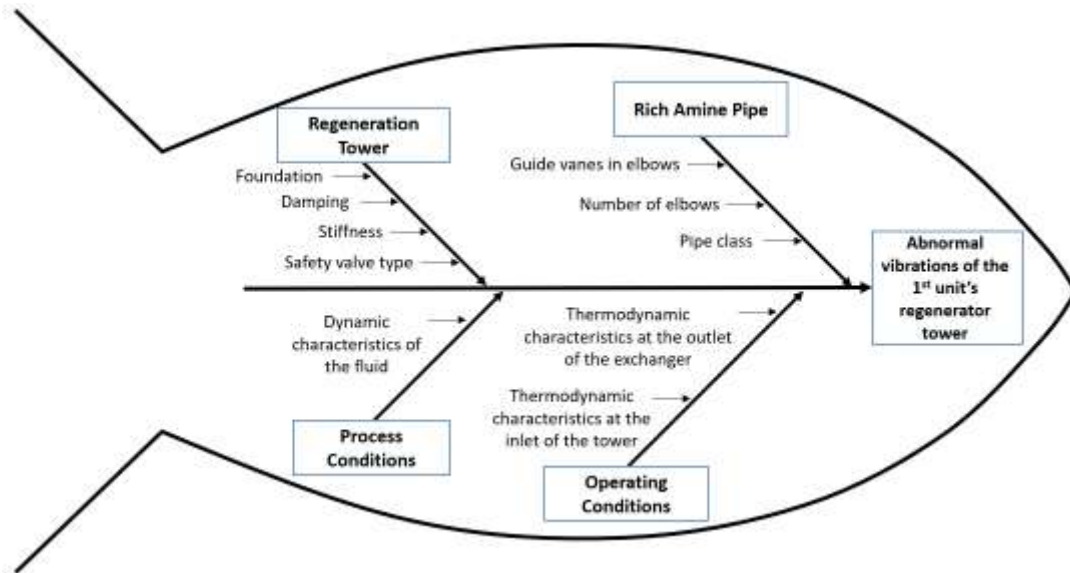 Regeneration
Tower
Foundation
Damping
Stiffness
Safety valve type
Rich Amine Pipe
Guide vanes in elbows
Number of elbows
Pipe class
Abnormal
vibrations of the
1st unit's
regenerator
tower
Dynamic
characteristics of
the fluid
Process
Conditions
Thermodynamic
characteristics at the outlet
of the exchanger
Thermodynamic
characteristics at the
inlet of the tower
Operating
Conditions